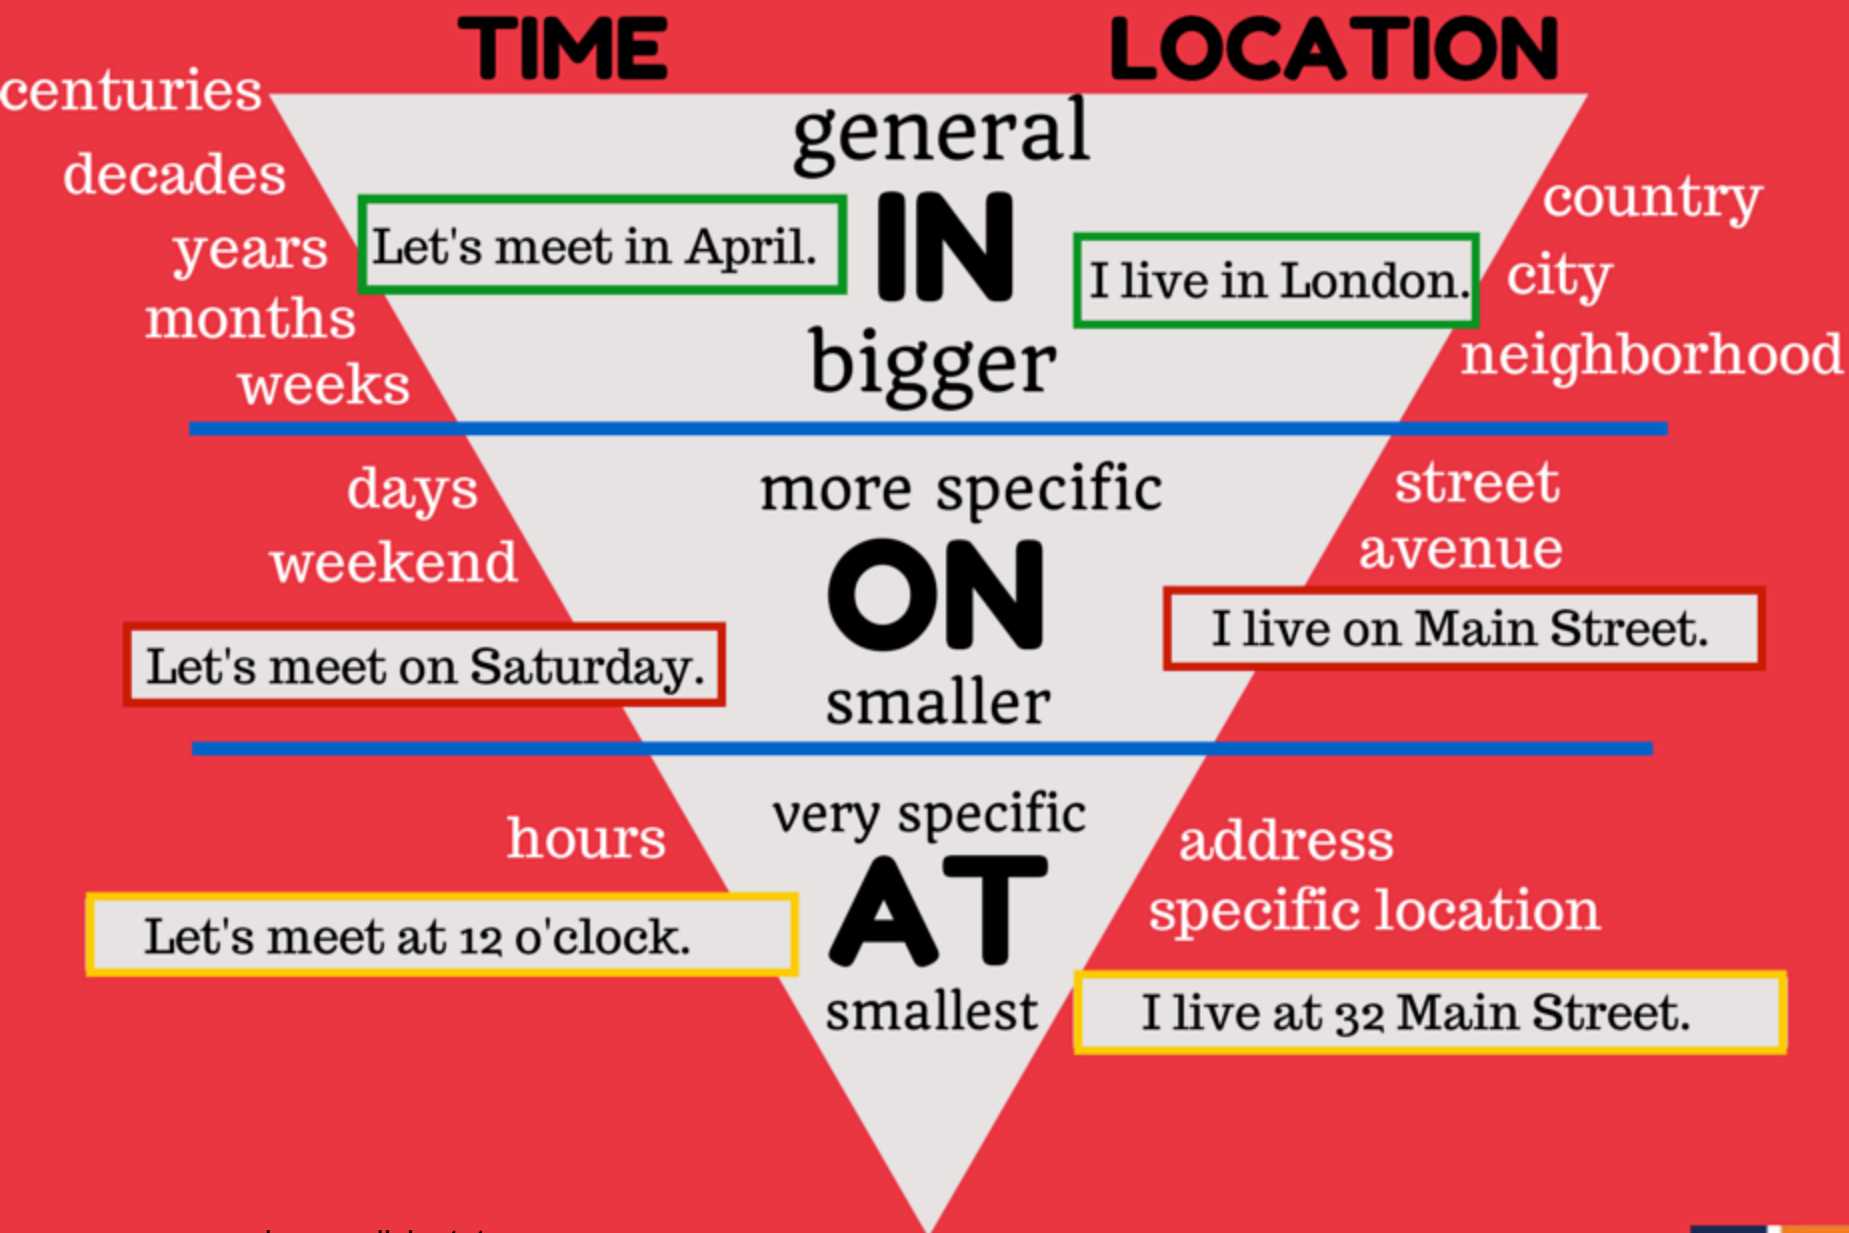 TIME
LOCATION
centuries
decades
years
months
weeks
general
IN
bigger
Let's meet in April.
I live in London.
country
city
neighborhood
days
weekend
more specific
ON
smaller
Let's meet on Saturday.
street
avenue
I live on Main Street.
hours
very specific
AT
smallest
Let's meet at 12 o'clock.
address
specific location
I live at 32 Main Street.